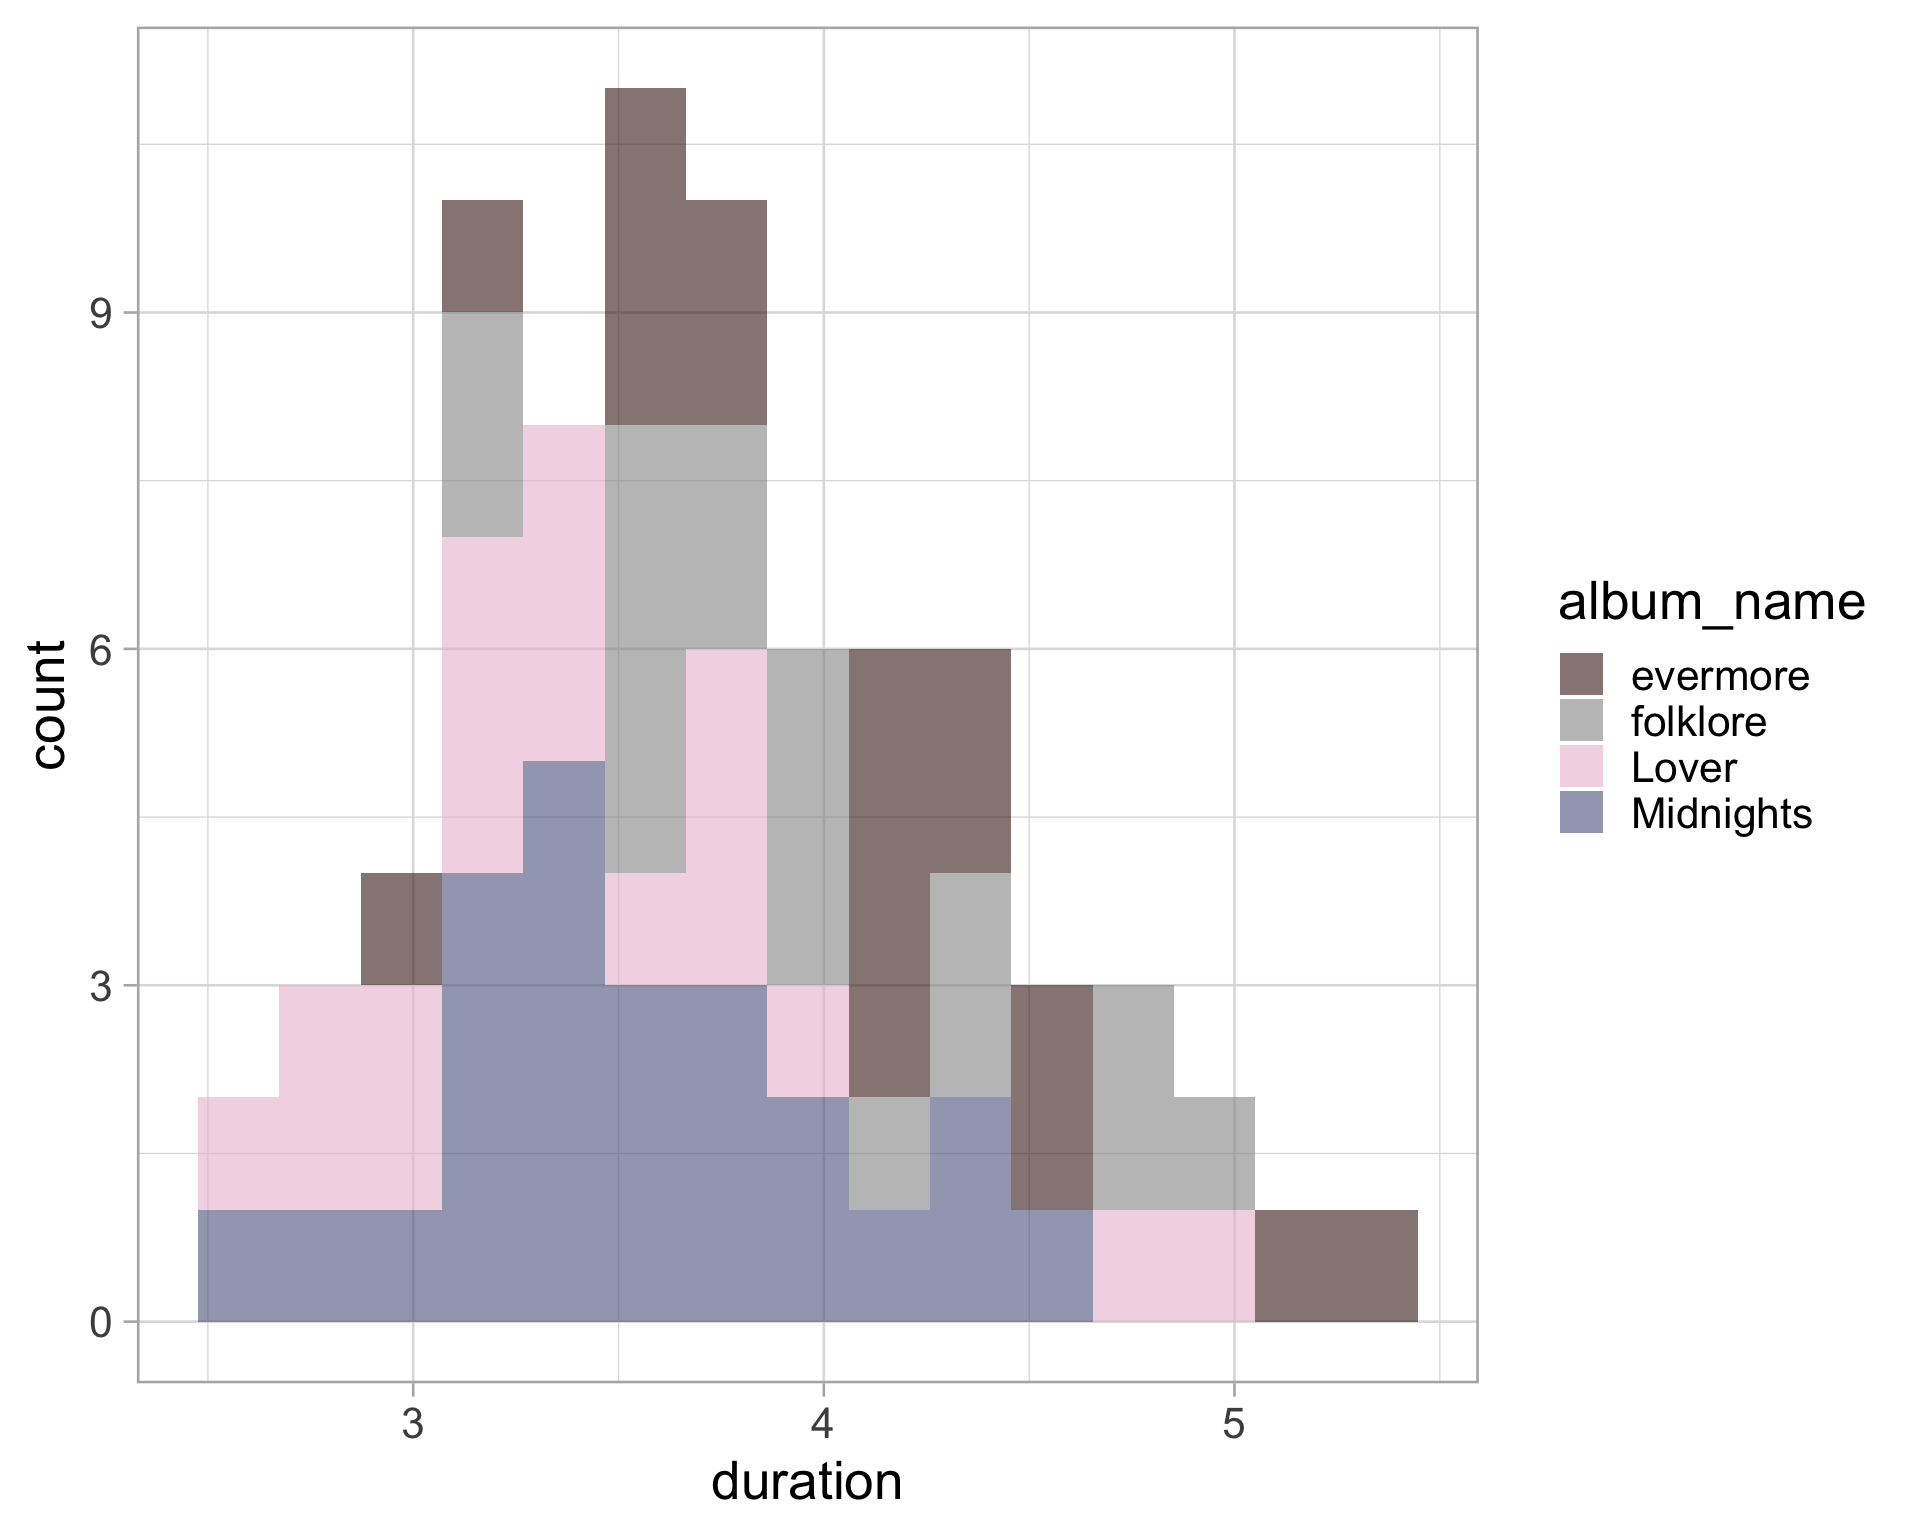 9
6
3
0
count
3 4 5
duration
album_name
evermore
folklore
Lover
Midnights